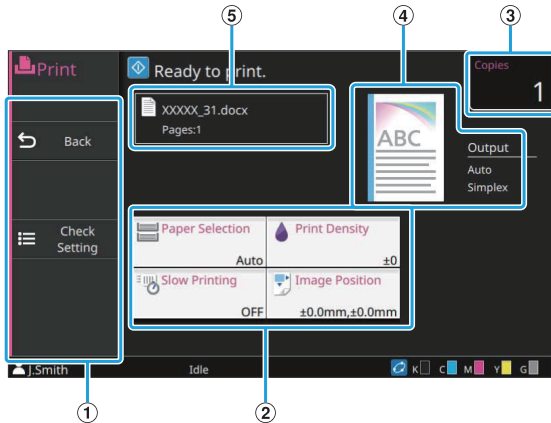 ⑤
④
③
Print
Ready to print.
Copies
1
XXXXX_31.docx
Pages:1
ABC
Output
Auto
Simplex
Back
Check
Setting
Paper Selection
Auto
Print Density
±0
Slow Printing
OFF
Image Position
±0.0mm,±0.0mm
J.Smith
Idle
K C M Y G
①
②